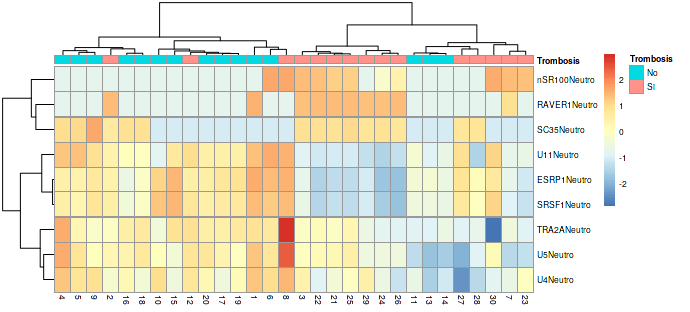 Trombosis
nSR100Neutro
RAVER1Neutro
SC35Neutro
U11Neutro
ESRP1Neutro
SRSF1Neutro
TRA2ANeutro
U5Neutro
U4Neutro
4 5 9 2 16 18 10 15 12 20 17 19 1 6 8 3 22 21 25 29 24 26 11 13 14 27 28 30 7 23
2
1
0
-1
-2
Trombosis
No
SI